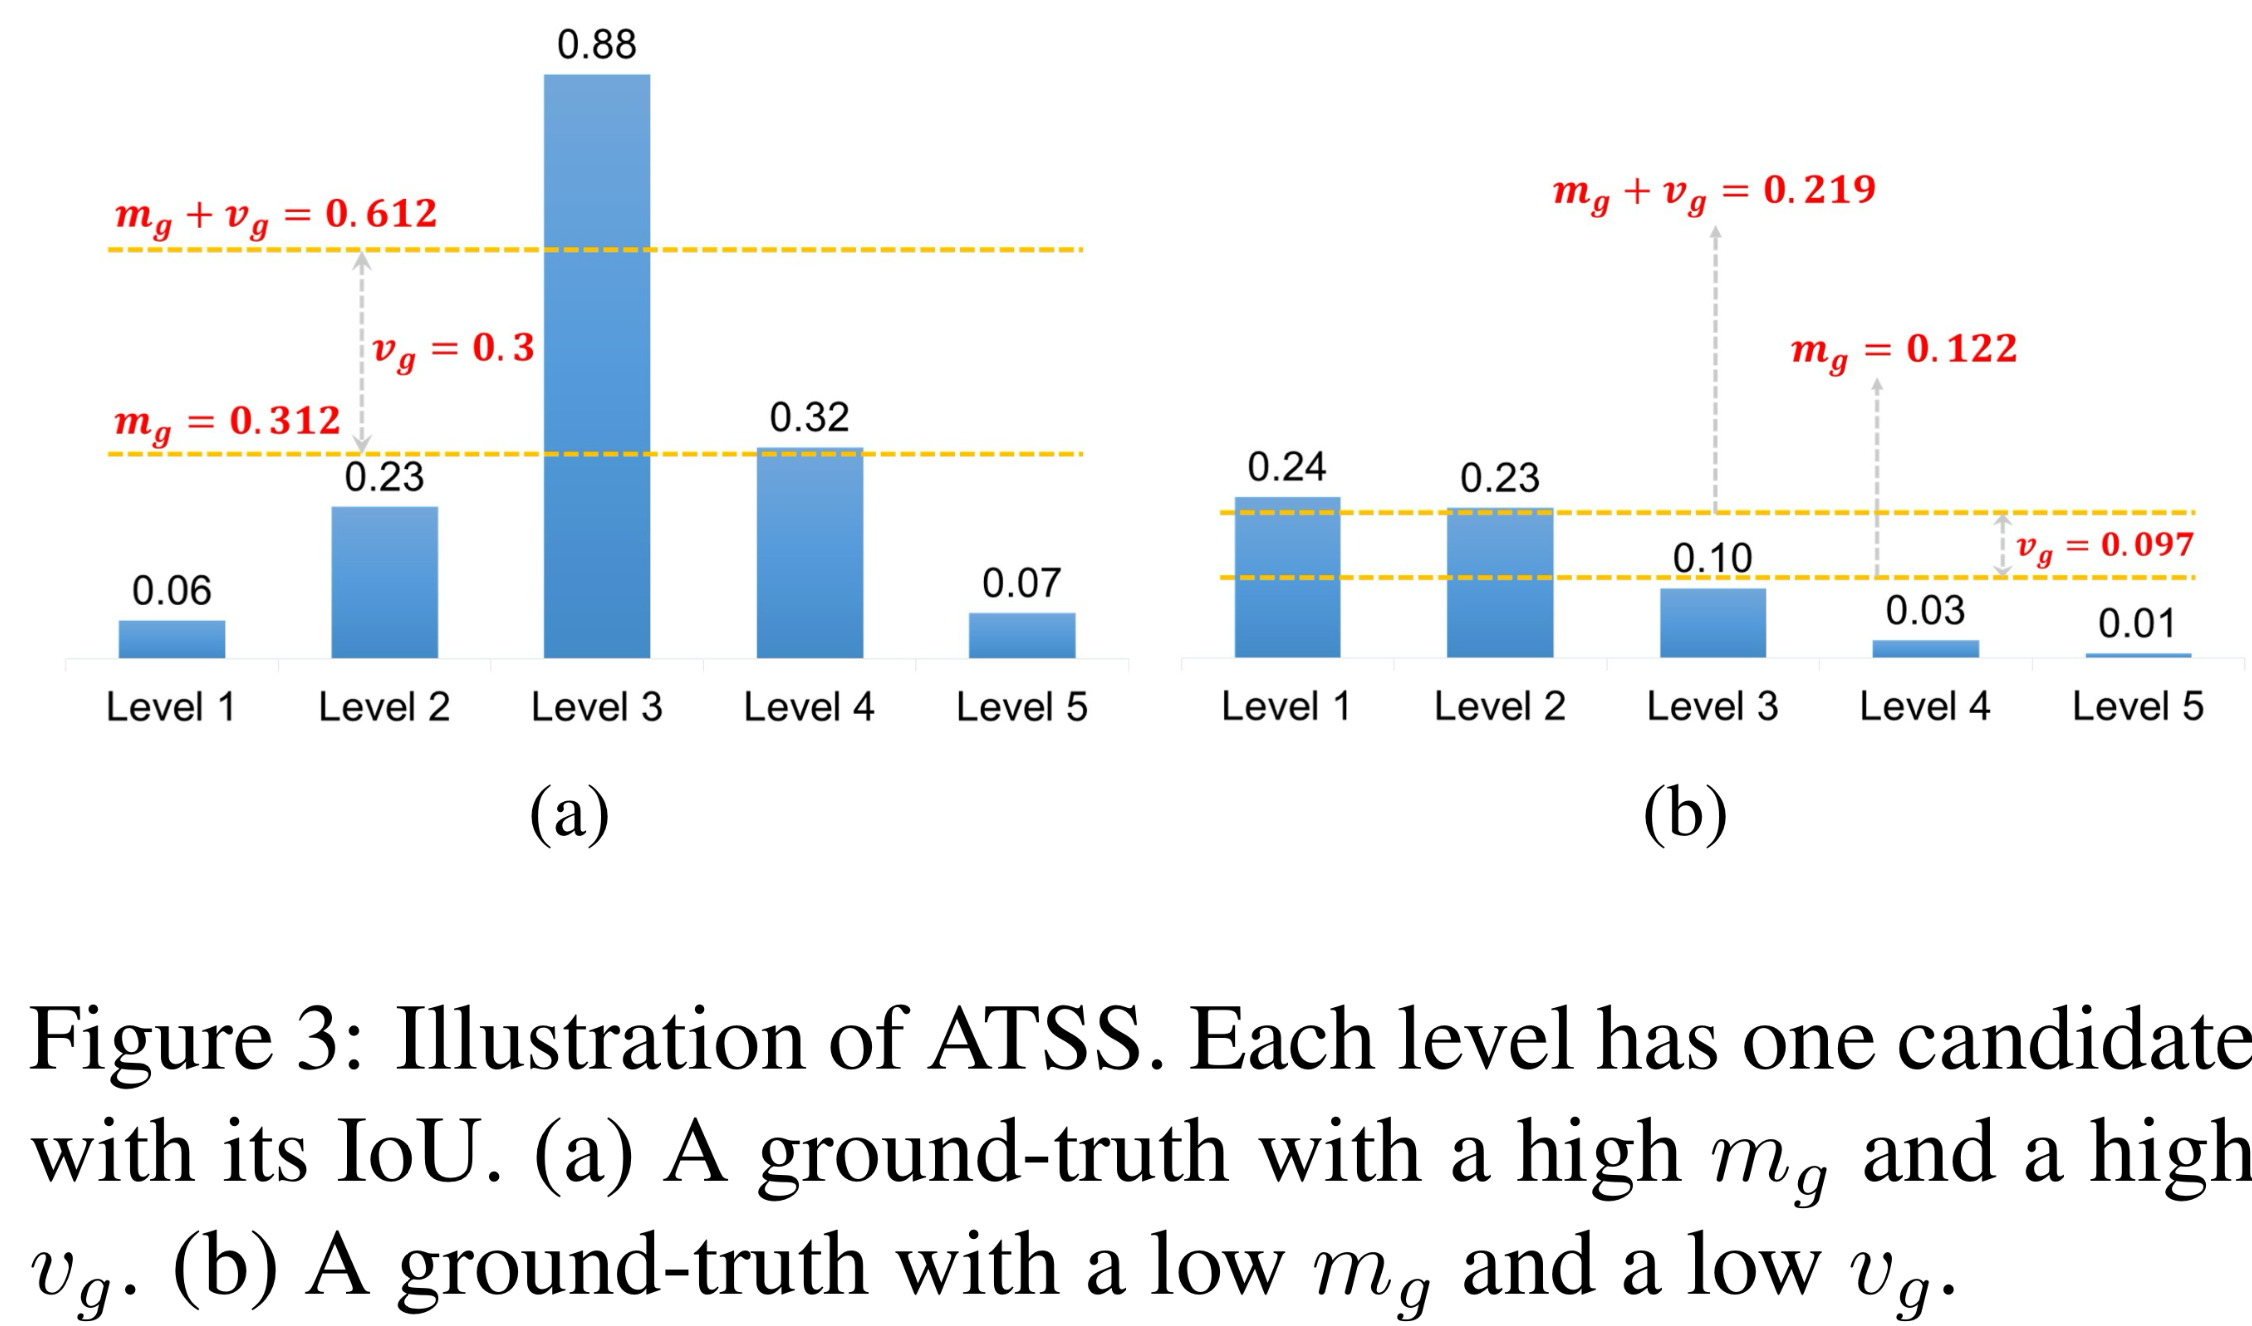 0.88
m_g + v_g = 0.612
v_g = 0.3
m_g = 0.312
0.06
0.23
0.32
0.07
Level 1 Level 2 Level 3 Level 4 Level 5
(a)
m_g + v_g = 0.219
m_g = 0.122
v_g = 0.097
0.24
0.23
0.10
0.03
0.01
Level 1 Level 2 Level 3 Level 4 Level 5
(b)
Figure 3: Illustration of ATSS. Each level has one candidate
with its IoU. (a) A ground-truth with a high m_g and a high
v_g. (b) A ground-truth with a low m_g and a low v_g.